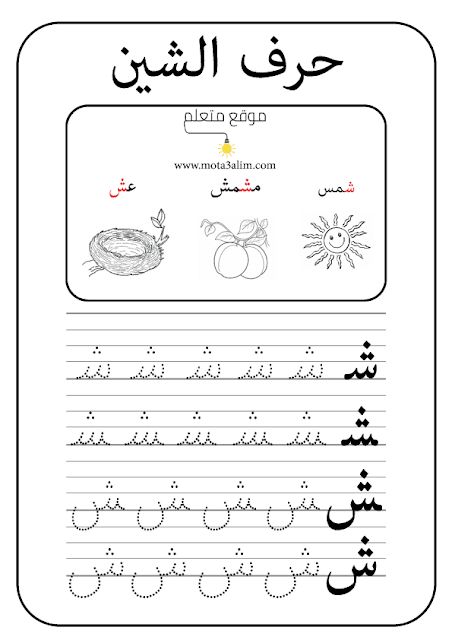 حرف الشين
موقع متعلم
www.mota3alim.com
شمس مشمش عش
شـ شـ شـ شـ شـ شـ
ـشـ ـشـ ـشـ ـشـ ـشـ ـشـ
ـش ـش ـش ـش ـش
ش ش ش ش ش